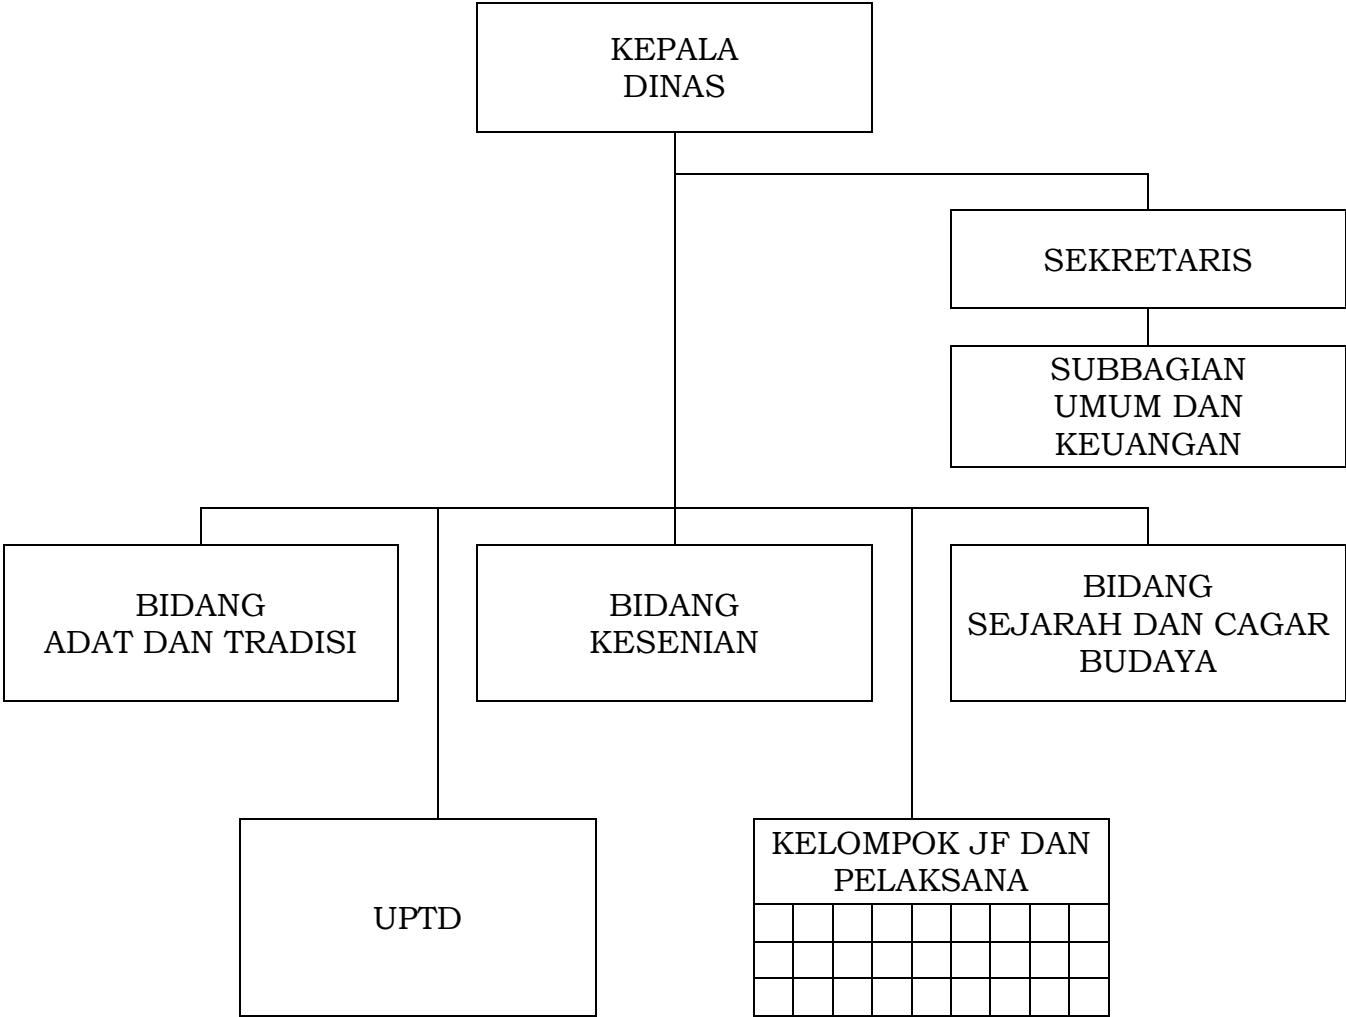 KEPALA
DINAS
SEKRETARIS
SUBBAGIAN
UMUM DAN
KEUANGAN
BIDANG
ADAT DAN TRADISI
BIDANG
KESENIAN
BIDANG
SEJARAH DAN CAGAR
BUDAYA
UPTD
KELOMPOK JF DAN
PELAKSANA